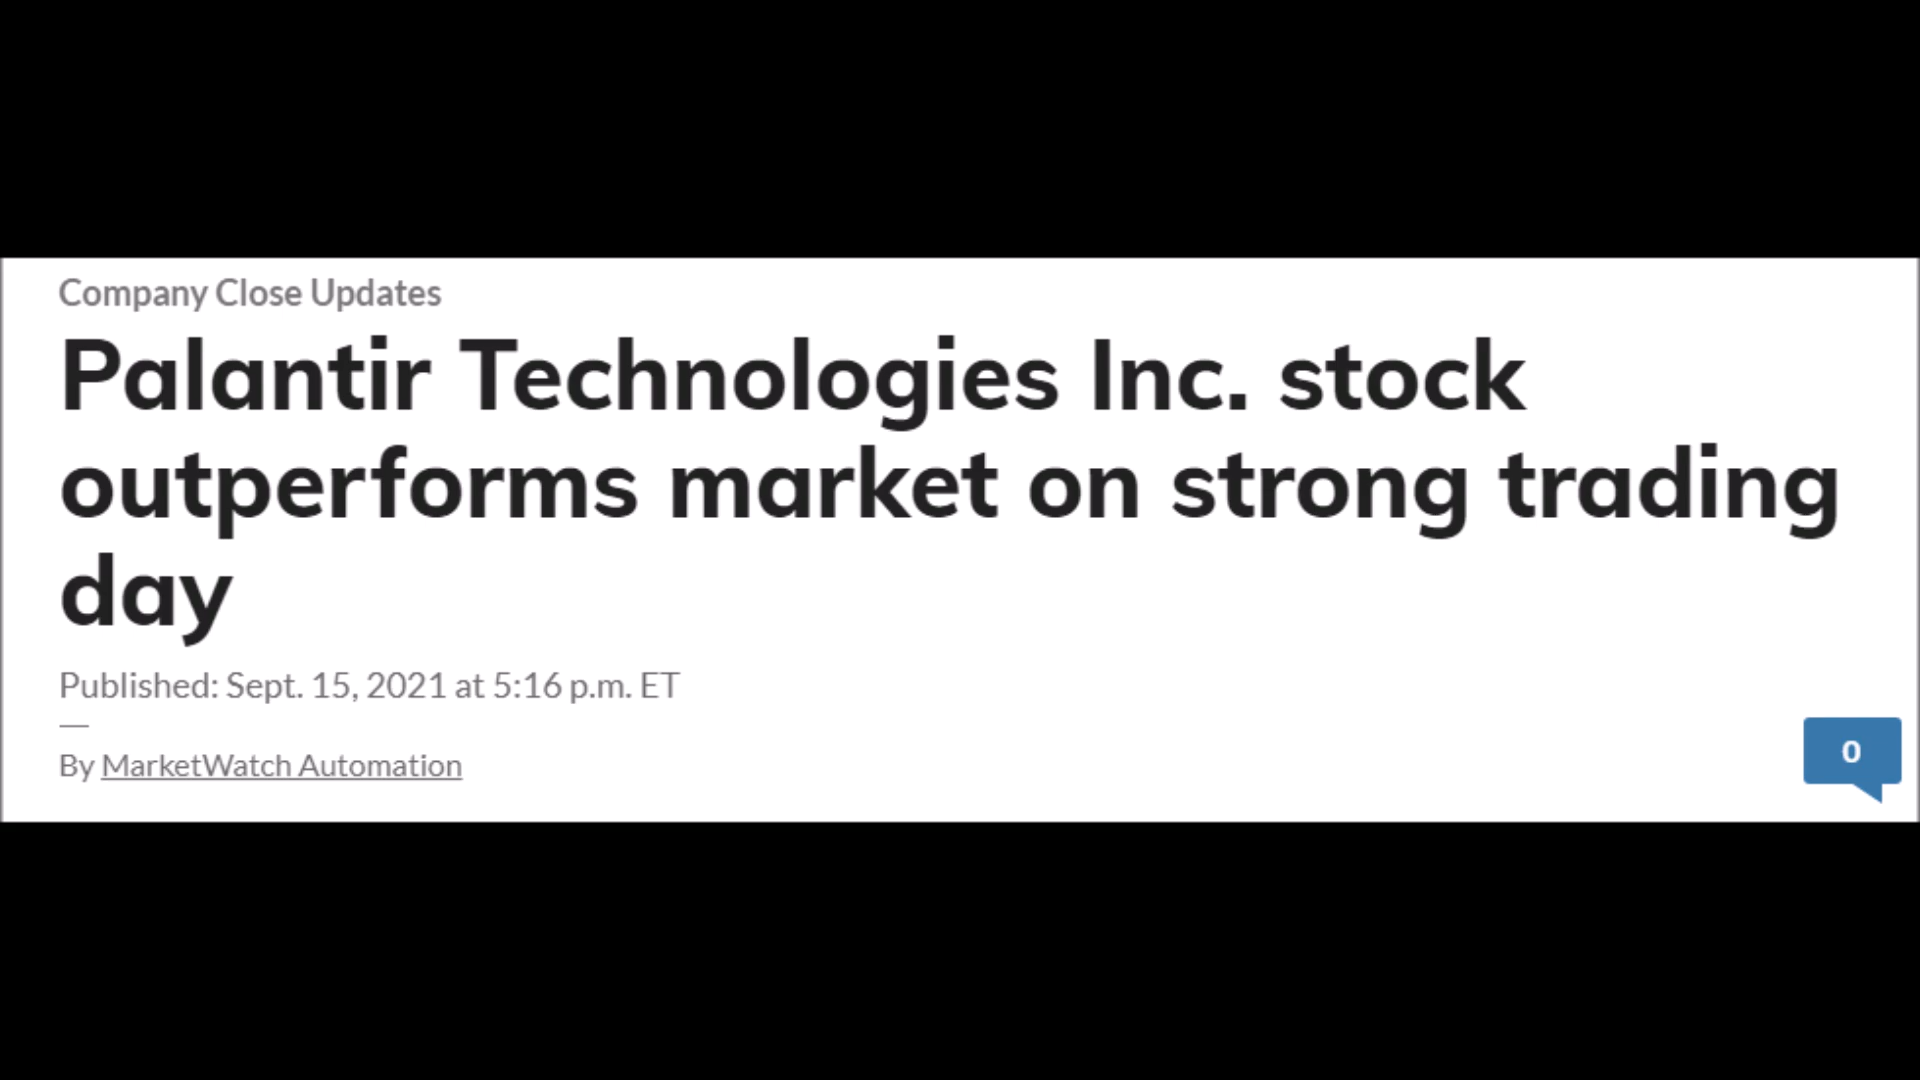 Company Close Updates
Palantir Technologies Inc. stock
outperforms market on strong trading
day
Published: Sept. 15, 2021 at 5:16 p.m. ET
By MarketWatch Automation
0